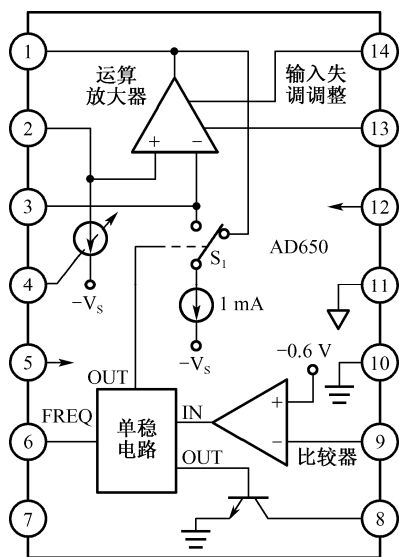 1
14
运算
放大器
输入失
调调整
2
+
−
13
3
12
S₁
AD650
4
−V_S
1 mA
11
5
−V_S
−0.6 V
10
OUT
FREQ
6
单稳
电路
IN
OUT
+
−
比较器
9
7
8